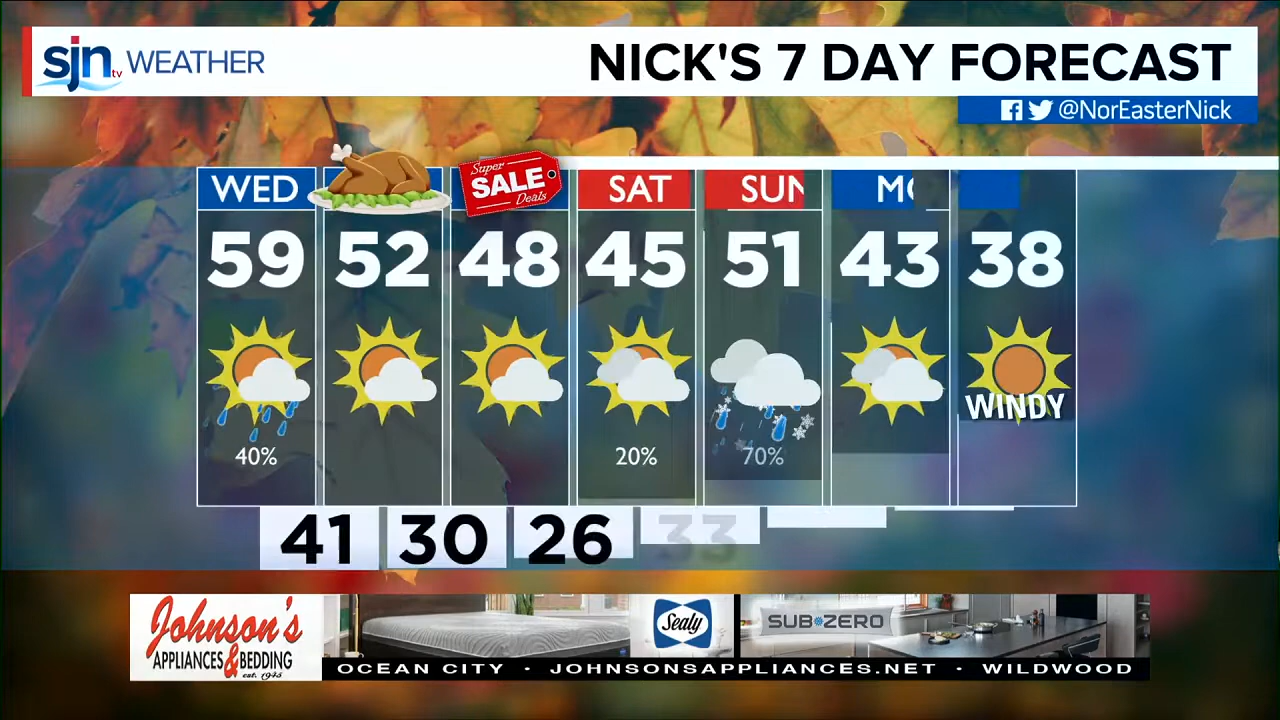 sjn tv WEATHER
NICK'S 7 DAY FORECAST
@NorEasterNick
WED
Super SALE Deals
SAT
SUN
59 52 48 45 51 43 38
WINDY
40% 20% 70%
41 30 26 33
Johnson's
APPLIANCES & BEDDING
est. 1945
Sealy
SUB ZERO
OCEAN CITY · JOHNSONSAPPLIANCES.NET · WILDWOOD